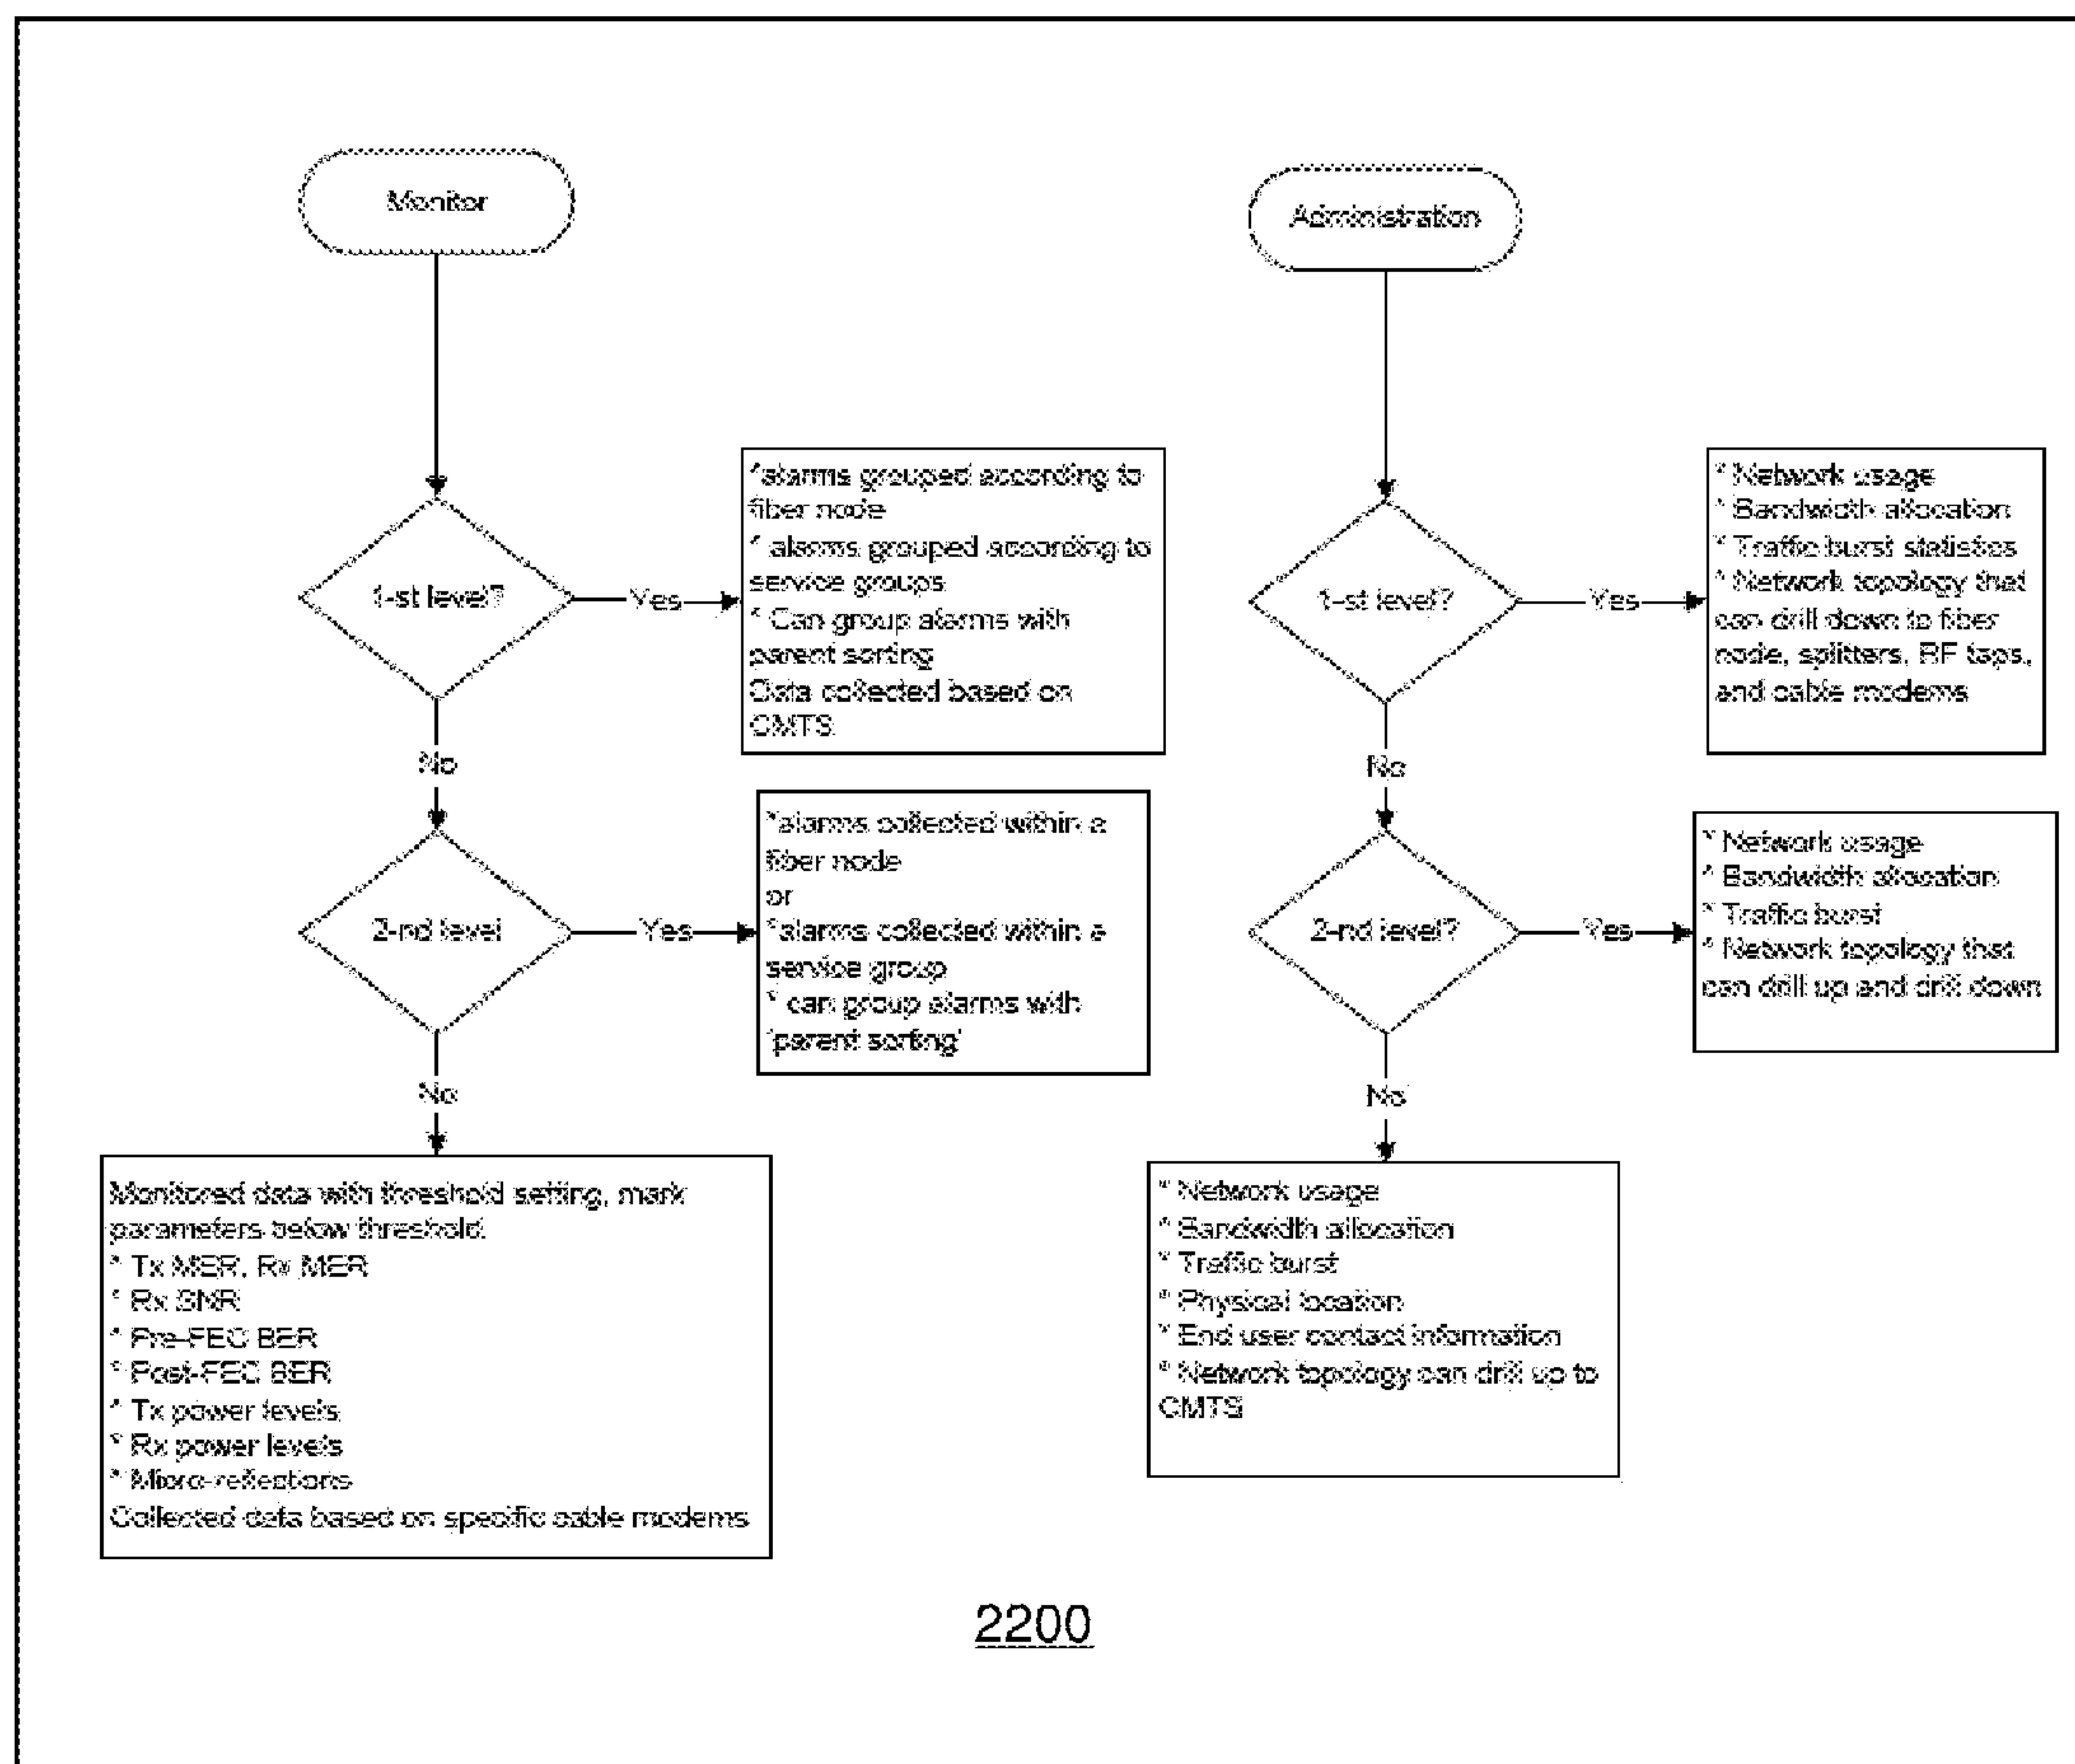 Monitor
1-st level?
Yes
*alarms grouped according to
fiber node
* alarms grouped according to
service groups
* Can group alarms with
parent sorting
Data collected based on
CMTS
No
2-nd level
Yes
*alarms collected within a
fiber node
or
*alarms collected within a
service group
* can group alarms with
'parent sorting'
No
Monitored data with threshold setting, mark
parameters below threshold:
* Tx MER, Rx MER
* Rx SNR
* Pre-FEC BER
* Post-FEC BER
* Tx power levels
* Rx power levels
* Micro-reflections
Collected data based on specific cable modems
Administration
1-st level?
Yes
* Network usage
* Bandwidth allocation
* Traffic burst statistics
* Network topology that
can drill down to fiber
node, splitters, RF taps,
and cable modems
No
2-nd level?
Yes
* Network usage
* Bandwidth allocation
* Traffic burst
* Network topology that
can drill up and drill down
No
* Network usage
* Bandwidth allocation
* Traffic burst
* Physical location
* End user contact information
* Network topology can drill up to
CMTS
2200